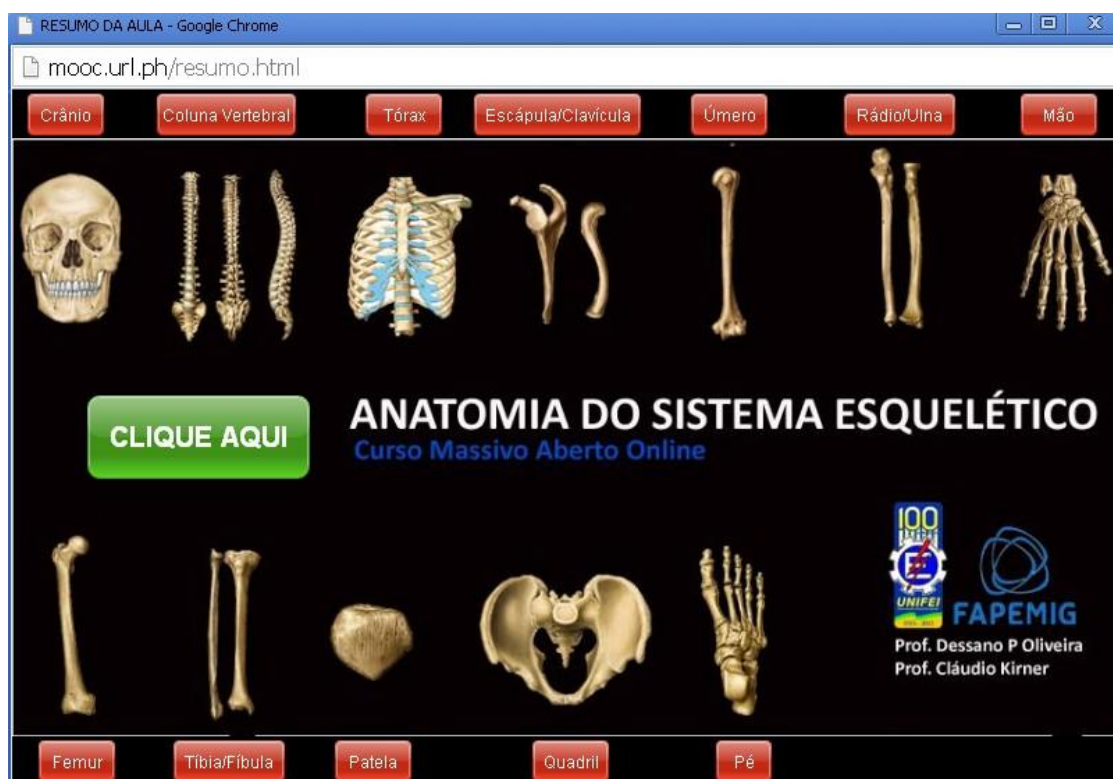 RESUMO DA AULA - Google Chrome
mooc.url.ph/resumo.html
Crânio Coluna Vertebral Tórax Escápula/Clavícula Úmero Rádio/Ulna Mão
CLIQUE AQUI
ANATOMIA DO SISTEMA ESQUELÉTICO
Curso Massivo Aberto Online
100
UNIFEI
FAPEMIG
Prof. Dessano P Oliveira
Prof. Cláudio Kirner
Femur Tíbia/Fíbula Patela Quadril Pé